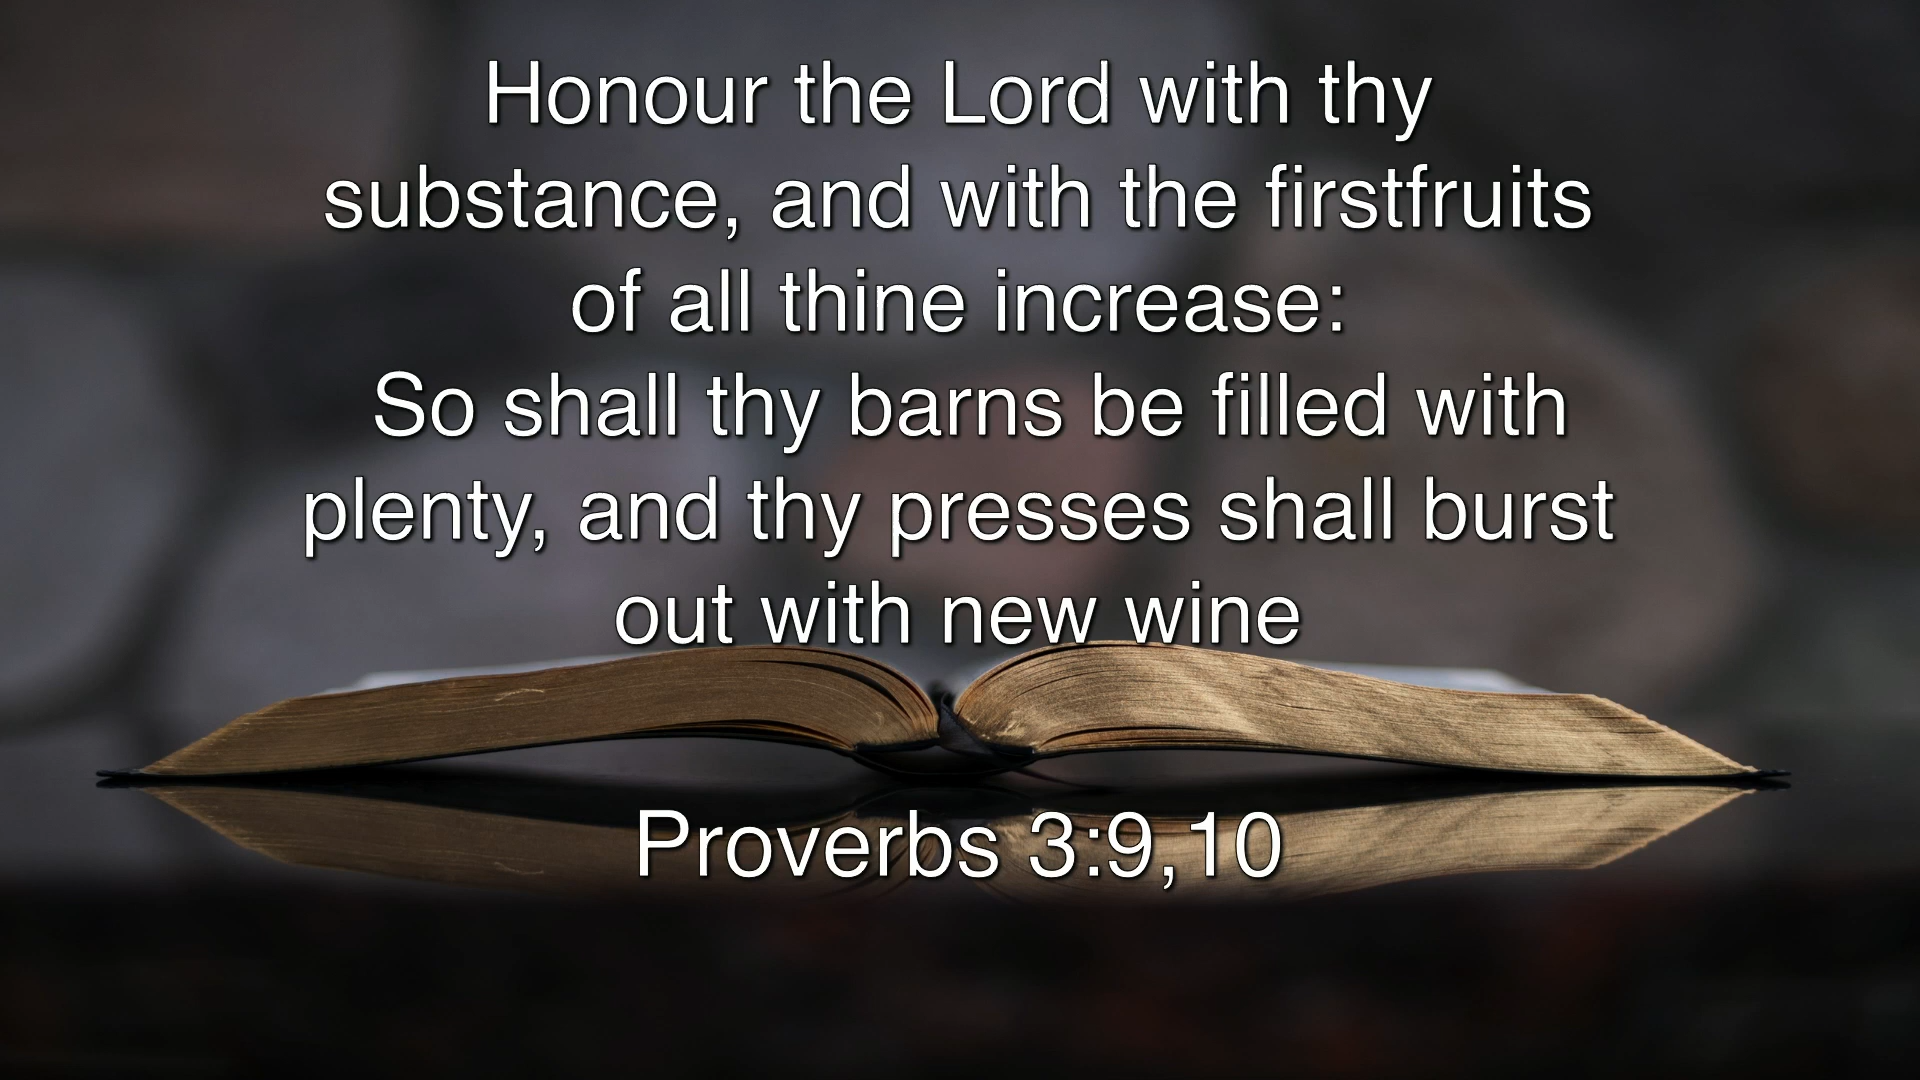 Honour the Lord with thy
substance, and with the firstfruits
of all thine increase:
So shall thy barns be filled with
plenty, and thy presses shall burst
out with new wine
Proverbs 3:9,10